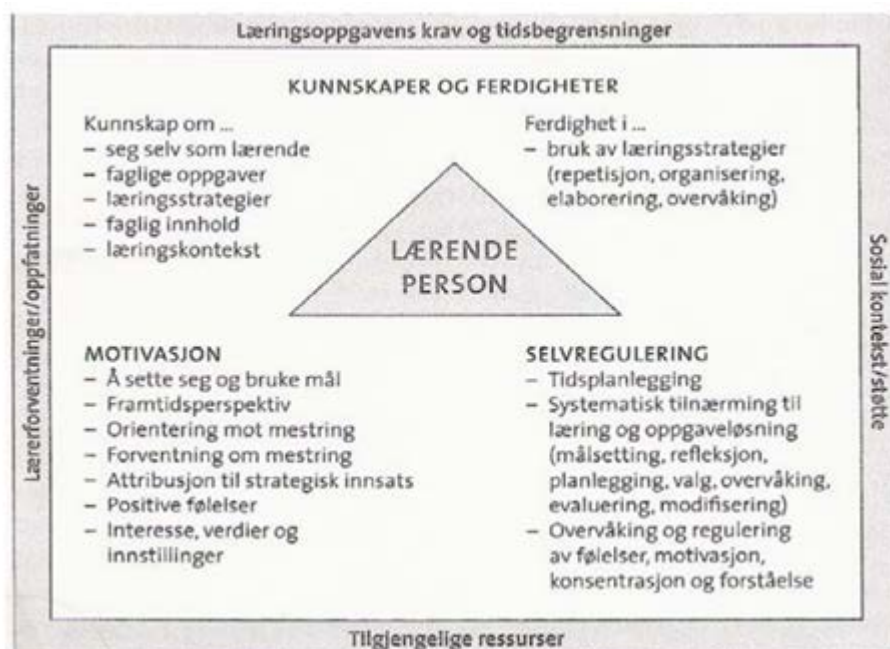 Læringsoppgavens krav og tidsbegrensninger
KUNNSKAPER OG FERDIGHETER
Kunnskap om ...
– seg selv som lærende
– faglige oppgaver
– læringsstrategier
– faglig innhold
– læringskontekst
Ferdighet i ...
– bruk av læringsstrategier
(repetisjon, organisering,
elaborering, overvåking)
LÆRENDE
PERSON
MOTIVASJON
– Å sette seg og bruke mål
– Framtidsperspektiv
– Orientering mot mestring
– Forventning om mestring
– Attribusjon til strategisk innsats
– Positive følelser
– Interesse, verdier og
innstillinger
SELVREGULERING
– Tidsplanlegging
– Systematisk tilnærming til
læring og oppgaveløsning
(målsetting, refleksjon,
planlegging, valg, overvåking,
evaluering, modifisering)
– Overvåking og regulering
av følelser, motivasjon,
konsentrasjon og forståelse
Lærerforventninger/oppfatninger
Sosial kontekst/støtte
Tilgjengelige ressurser